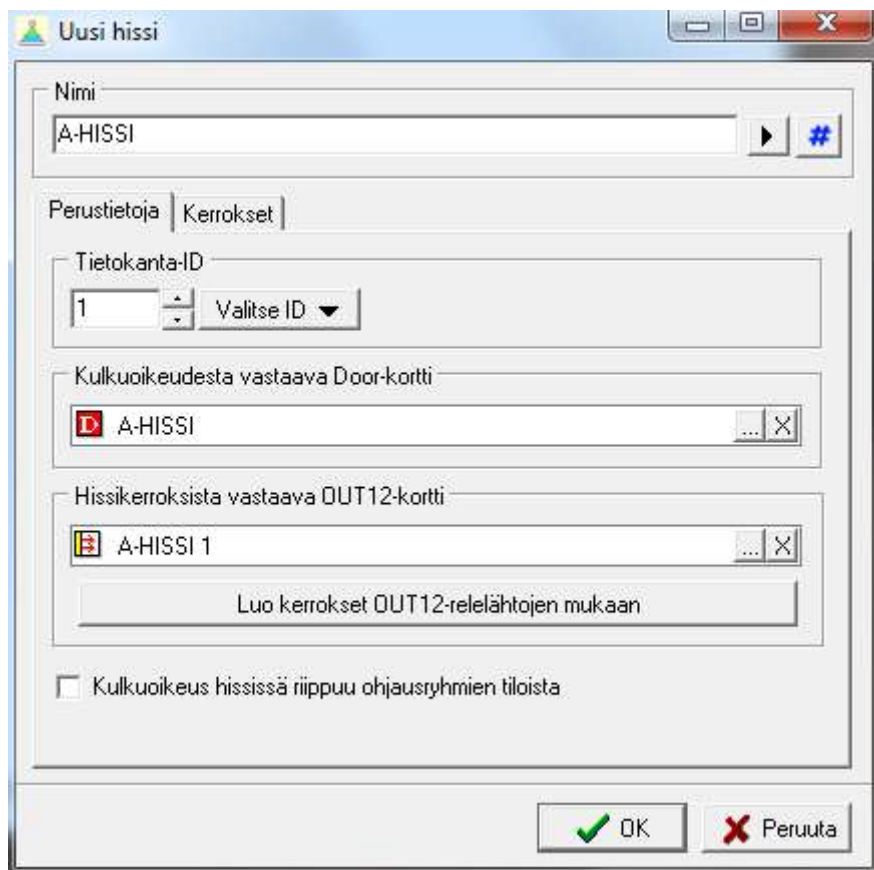 Uusi hissi
Nimi
A-HISSI
#
Perustietoja Kerrokset
Tietokanta-ID
1 Valitse ID
Kulkuoikeudesta vastaava Door-kortti
D A-HISSI ... X
Hissikerroksista vastaava OUT12-kortti
A-HISSI 1 ... X
Luo kerrokset OUT12-relelähtöjen mukaan
Kulkuoikeus hississä riippuu ohjausryhmien tiloista
OK Peruuta